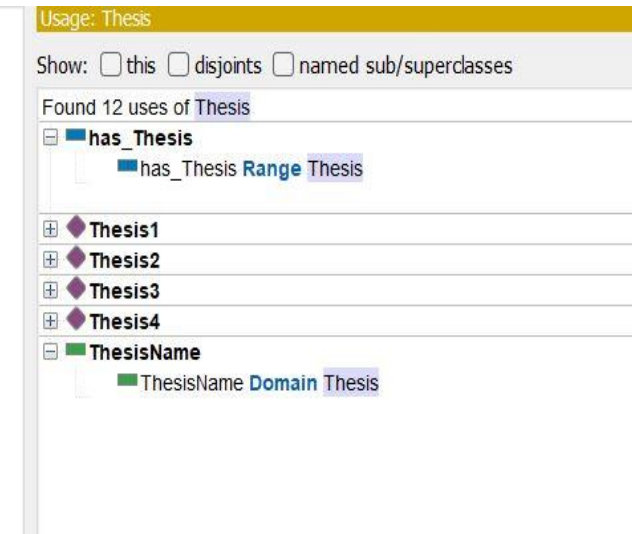 Usage: Thesis
Show: this disjoints named sub/superclasses
Found 12 uses of Thesis
has_Thesis
has_Thesis Range Thesis
Thesis1
Thesis2
Thesis3
Thesis4
ThesisName
ThesisName Domain Thesis